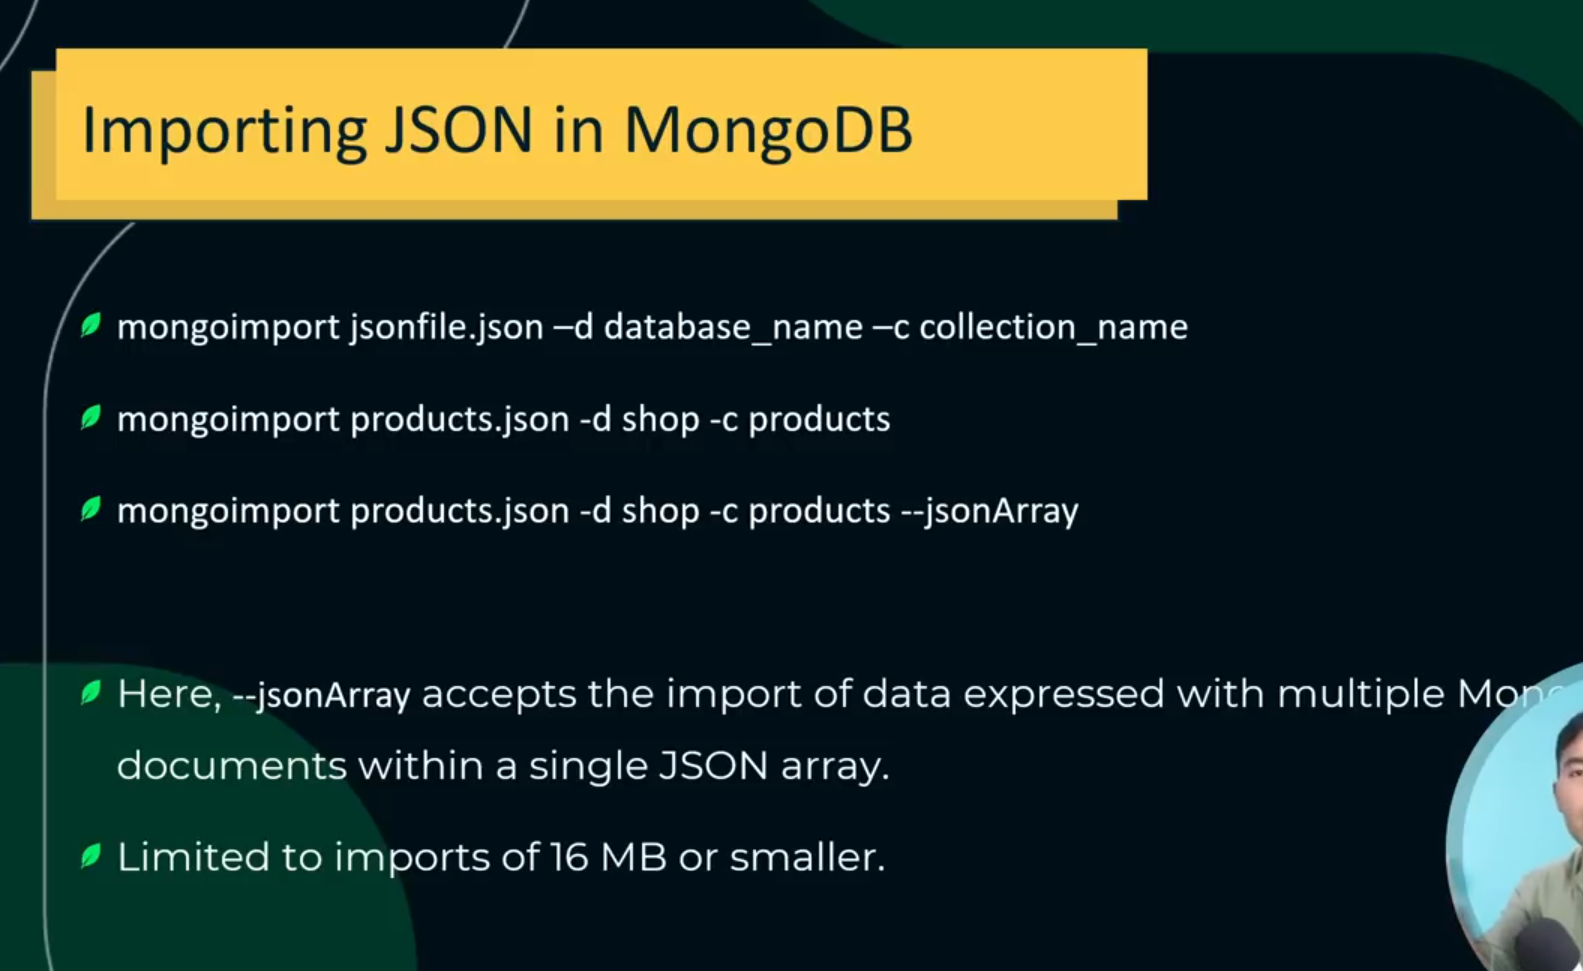 Importing JSON in MongoDB
mongoimport jsonfile.json –d database_name –c collection_name
mongoimport products.json -d shop -c products
mongoimport products.json -d shop -c products --jsonArray
Here, --jsonArray accepts the import of data expressed with multiple
documents within a single JSON array.
Limited to imports of 16 MB or smaller.